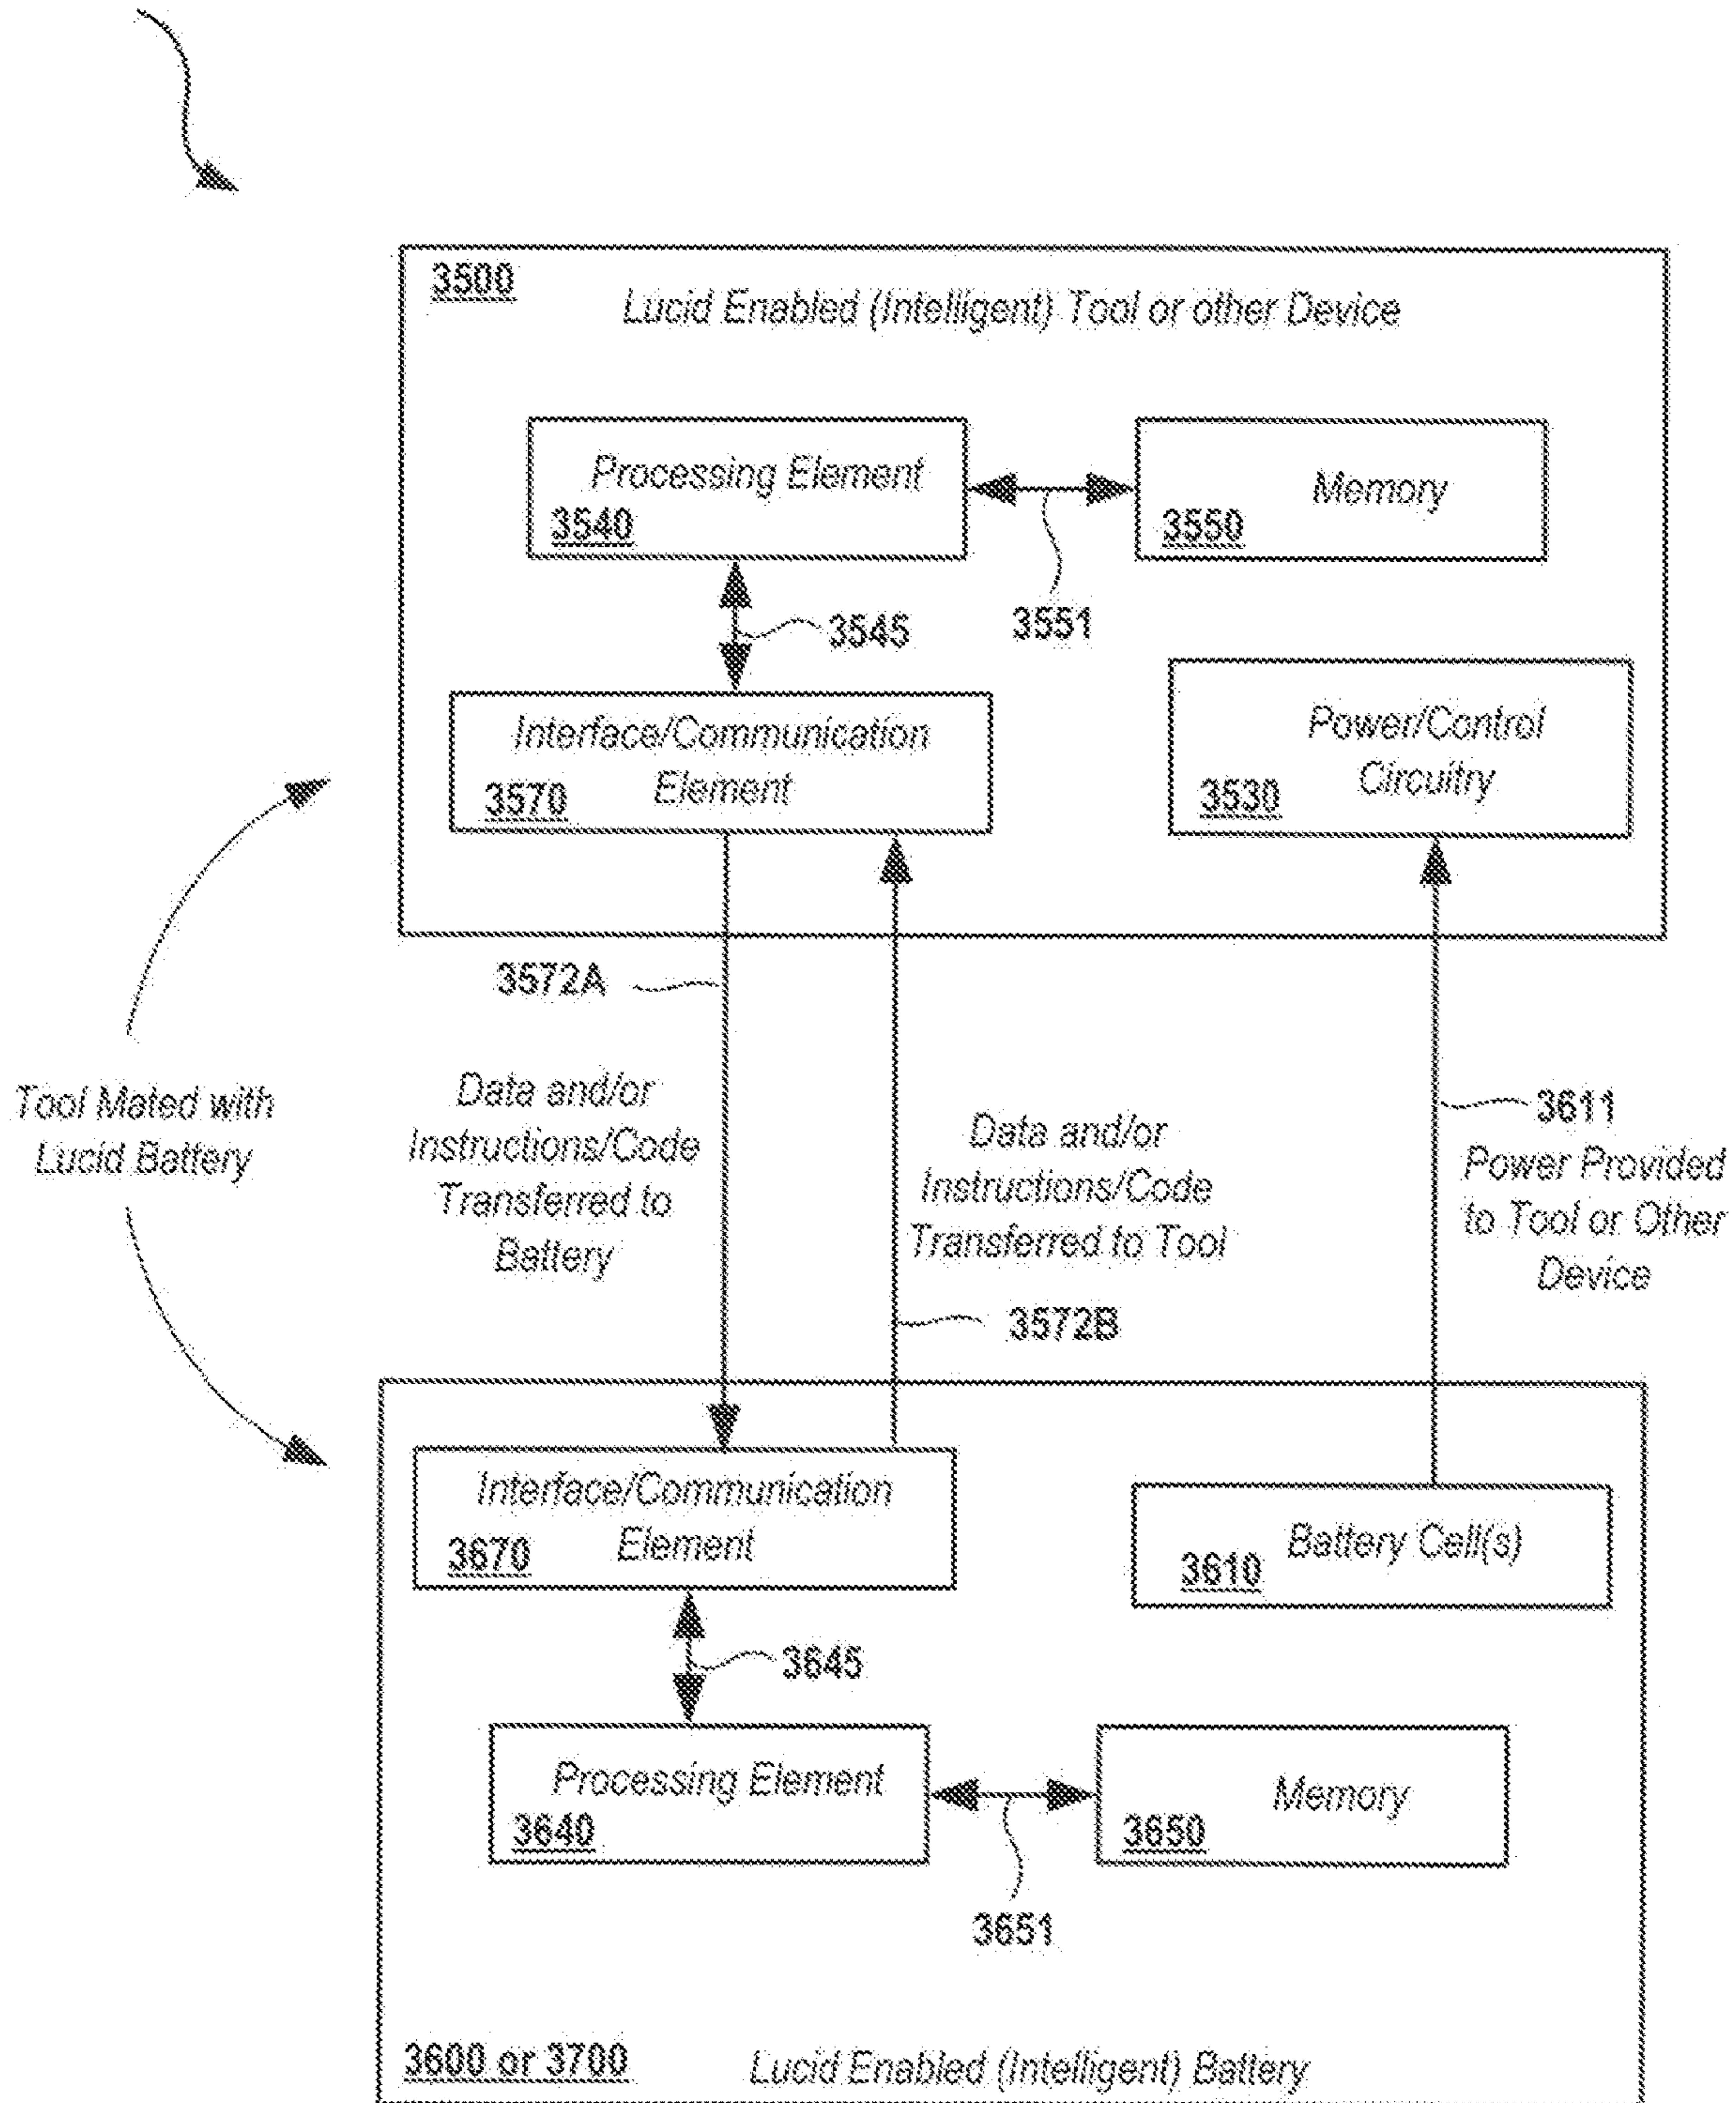 3500
Lucid Enabled (Intelligent) Tool or other Device
Processing Element
3540
Memory
3550
3551
3545
Interface/Communication
Element
3570
Power/Control
Circuitry
3530
3572A
Tool Mated with
Lucid Battery
Data and/or
Instructions/Code
Transferred to
Battery
Data and/or
Instructions/Code
Transferred to Tool
3572B
3611
Power Provided
to Tool or Other
Device
Interface/Communication
Element
3670
Battery Cell(s)
3610
3645
Processing Element
3640
Memory
3650
3651
3600 or 3700
Lucid Enabled (Intelligent) Battery